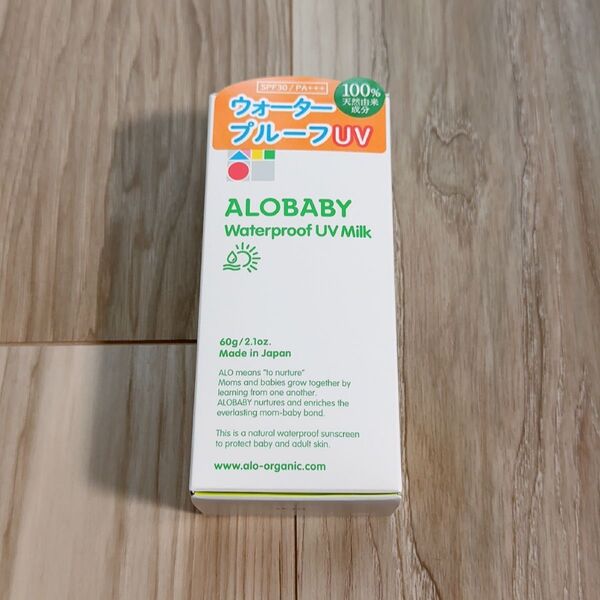 SPF30/PA+++
100%
天然由来
成分
ウォーター
プルーフUV
ALOBABY
Waterproof UV Milk
60g/2.1oz.
Made in Japan
ALO means "to nurture"
Moms and babies grow together by
learning from one another.
ALOBABY nurtures and enriches the
everlasting mom-baby bond.
This is a natural waterproof sunscreen
to protect baby and adult skin.
www.alo-organic.com